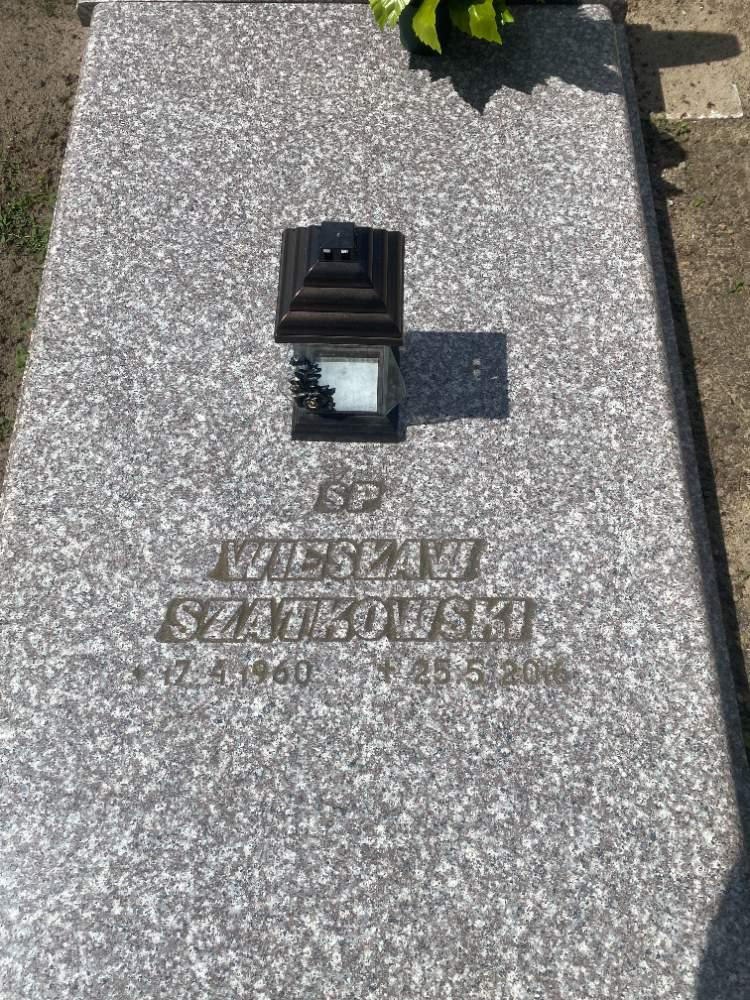 ŚP
WIESŁAW
SZATKOWSKI
* 17.4.1960 + 25.5.2016